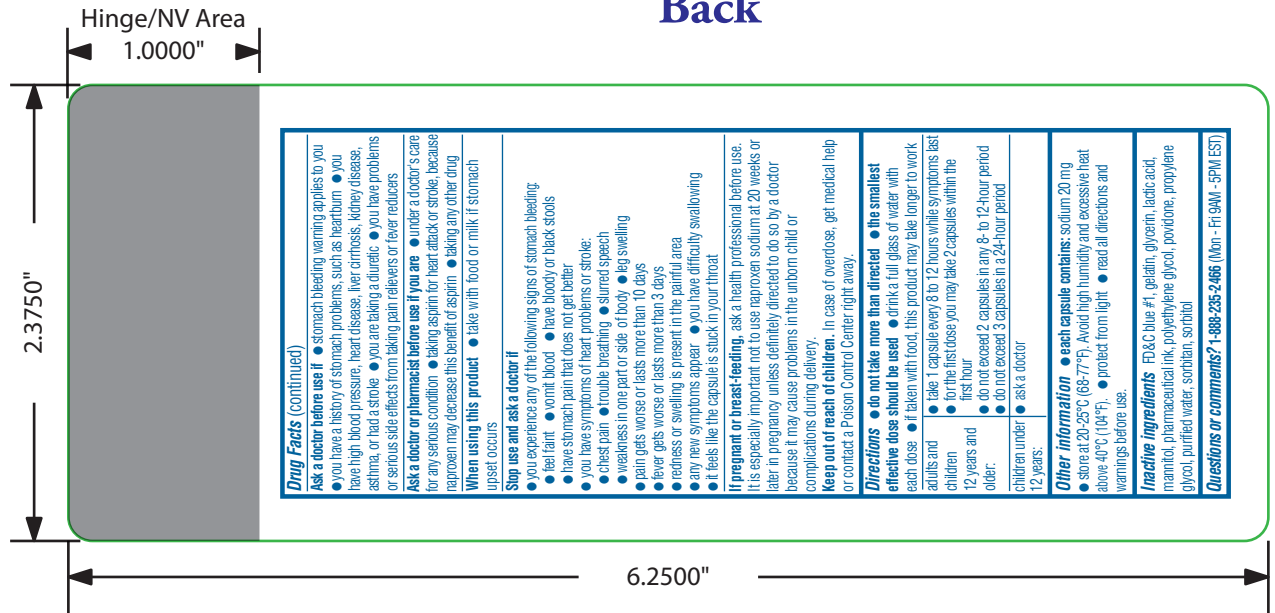 Back
Hinge/NV Area
1.0000"
2.3750"
Drug Facts (continued)
Ask a doctor before use if ● stomach bleeding warning applies to you
● you have a history of stomach problems, such as heartburn ● you
have high blood pressure, heart disease, liver cirrhosis, kidney disease,
asthma, or had a stroke ● you are taking a diuretic ● you have problems
or serious side effects from taking pain relievers or fever reducers
Ask a doctor or pharmacist before use if you are ● under a doctor's care
for any serious condition ● taking aspirin for heart attack or stroke, because
naproxen may decrease this benefit of aspirin ● taking any other drug
When using this product ● take with food or milk if stomach
upset occurs
Stop use and ask a doctor if
● you experience any of the following signs of stomach bleeding:
● feel faint ● vomit blood ● have bloody or black stools
● have stomach pain that does not get better
● you have symptoms of heart problems or stroke:
● chest pain ● trouble breathing ● slurred speech
● weakness in one part or side of body ● leg swelling
● pain gets worse or lasts more than 10 days
● fever gets worse or lasts more than 3 days
● redness or swelling is present in the painful area
● any new symptoms appear ● you have difficulty swallowing
● it feels like the capsule is stuck in your throat
If pregnant or breast-feeding, ask a health professional before use.
It is especially important not to use naproxen sodium at 20 weeks or
later in pregnancy unless definitely directed to do so by a doctor
because it may cause problems in the unborn child or
complications during delivery.
Keep out of reach of children. In case of overdose, get medical help
or contact a Poison Control Center right away.
Directions ● do not take more than directed ● the smallest
effective dose should be used ● drink a full glass of water with
each dose ● if taken with food, this product may take longer to work
adults and
children
12 years and
older:
● take 1 capsule every 8 to 12 hours while symptoms last
● for the first dose you may take 2 capsules within the
first hour
● do not exceed 2 capsules in any 8- to 12-hour period
● do not exceed 3 capsules in a 24-hour period
children under
12 years:
● ask a doctor
Other information ● each capsule contains: sodium 20 mg
● store at 20-25°C (68-77°F). Avoid high humidity and excessive heat
above 40°C (104°F). ● protect from light ● read all directions and
warnings before use.
Inactive ingredients FD&C blue #1, gelatin, glycerin, lactic acid,
mannitol, pharmaceutical ink, polyethylene glycol, povidone, propylene
glycol, purified water, sorbitan, sorbitol
Questions or comments? 1-888-235-2466 (Mon - Fri 9AM - 5PM EST)
6.2500"